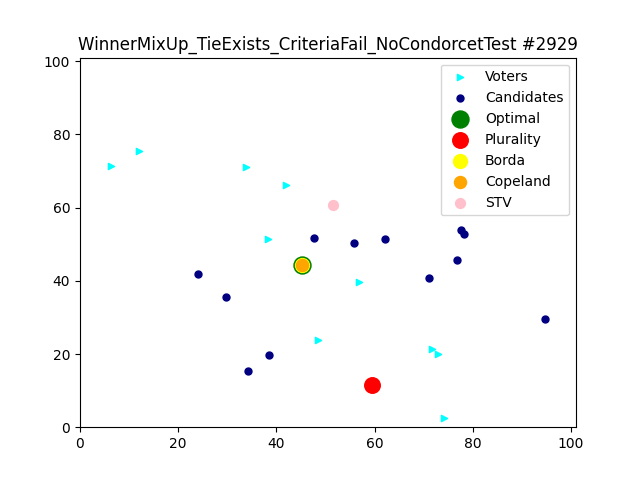 WinnerMixUp_TieExists_CriteriaFail_NoCondorcetTest #2929
100
80
60
40
20
0
0
20
40
60
80
100
Voters
Candidates
Optimal
Plurality
Borda
Copeland
STV